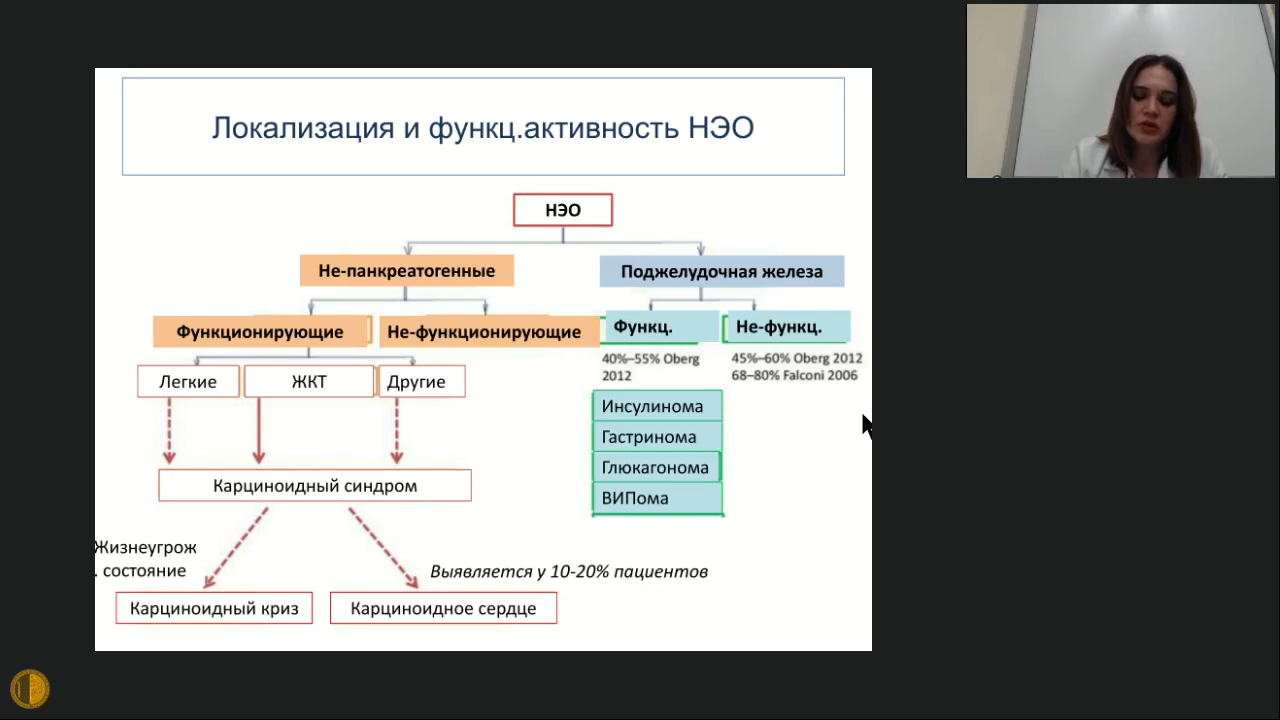 Локализация и функц.активность НЭО
НЭО
Не-панкреатогенные
Поджелудочная железа
Функционирующие
Не-функционирующие
Функц.
Не-функц.
40%–55% Oberg
2012
45%–60% Oberg 2012
68–80% Falconi 2006
Легкие
ЖКТ
Другие
Инсулинома
Гастринома
Глюкагонома
ВИПома
Карциноидный синдром
Жизнеугрож
. состояние
Выявляется у 10-20% пациентов
Карциноидный криз
Карциноидное сердце